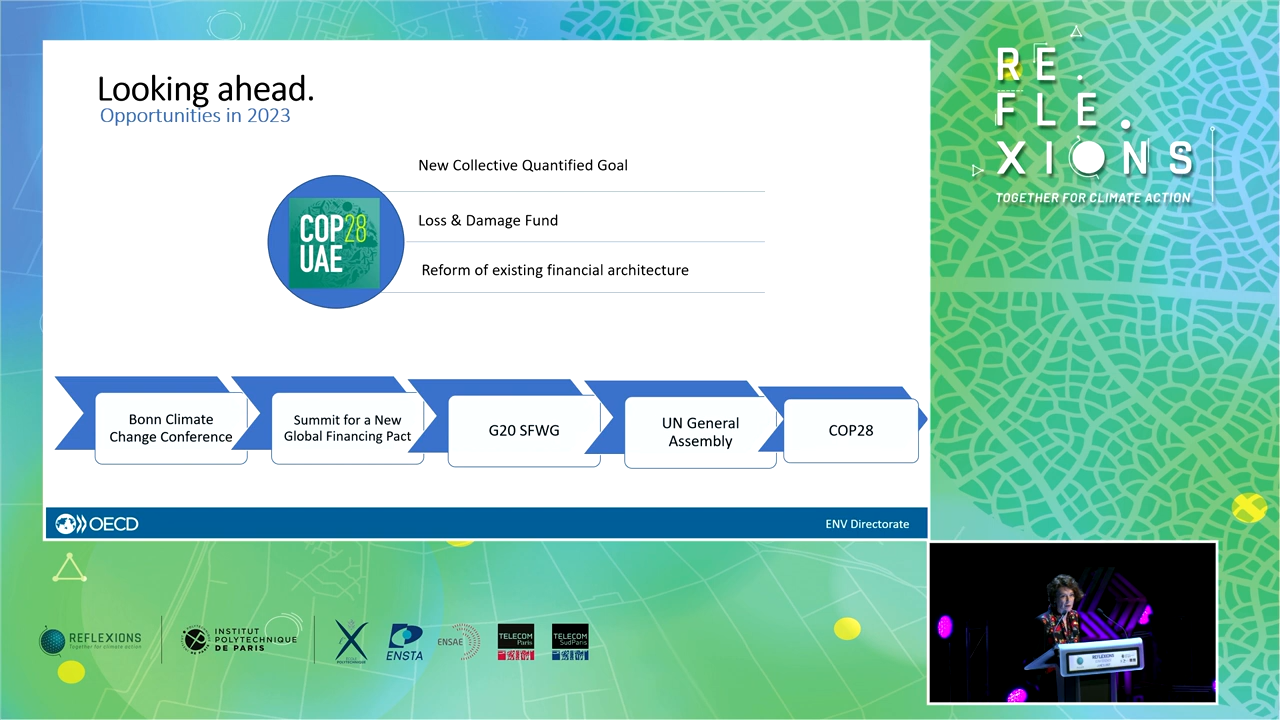 Looking ahead.
Opportunities in 2023
COP28
UAE
New Collective Quantified Goal
Loss & Damage Fund
Reform of existing financial architecture
Bonn Climate
Change Conference
Summit for a New
Global Financing Pact
G20 SFWG
UN General
Assembly
COP28
OECD
ENV Directorate
RE.
FLE.
XIONS
TOGETHER FOR CLIMATE ACTION
REFLEXIONS
Together for climate action
INSTITUT
POLYTECHNIQUE
DE PARIS
ÉCOLE
POLYTECHNIQUE
ENSTA
ENSAE
TELECOM
Paris
TELECOM
SudParis
REFLEXIONS